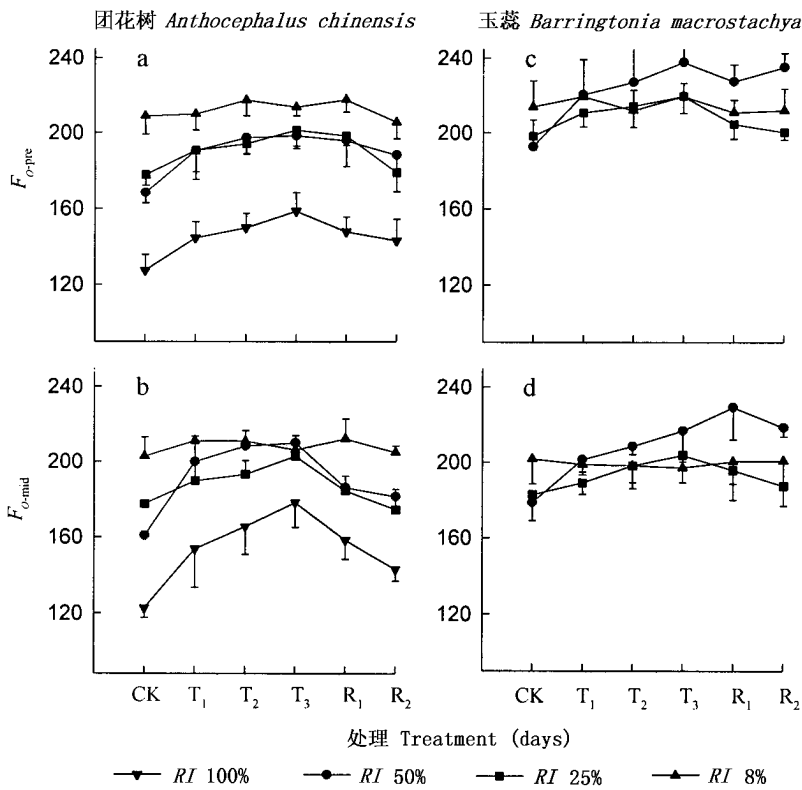 团花树 Anthocephalus chinensis
玉蕊 Barringtonia macrostachya
a
c
240
200
160
120
240
200
160
120
Fo-pre
b
d
240
200
160
120
240
200
160
120
Fo-mid
CK T1 T2 T3 R1 R2
CK T1 T2 T3 R1 R2
处理 Treatment (days)
RI 100% RI 50% RI 25% RI 8%